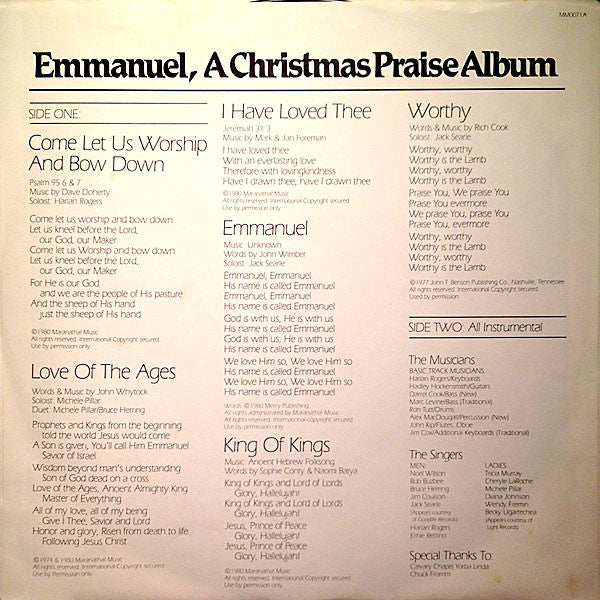 MM0071A
Emmanuel, A Christmas Praise Album
SIDE ONE:
Come Let Us Worship
And Bow Down
Psalm 95:6 & 7
Music by Dave Doherty
Soloist: Harlan Rogers
Come let us worship and bow down
Let us kneel before the Lord,
our God, our Maker
Come let us Worship and bow down
Let us kneel before the Lord,
our God, our Maker
For He is our God
and we are the people of His pasture
And the sheep of His hand
just the sheep of His hand
©1980 Maranatha! Music
All rights reserved. International Copyright secured.
Use by permission only.
Love Of The Ages
Words & Music by John Whytock
Soloist: Michele Pillar
Duet: Michele Pillar/Bruce Herring
Prophets and Kings from the beginning
told the world Jesus would come
A Son is given, You'll call Him Emmanuel
Savior of Israel
Wisdom beyond man's understanding
Son of God dead on a cross
Love of the Ages, Ancient Almighty King
Master of Everything
All of my love, all of my being
Give I Thee, Savior and Lord
Honor and glory, Risen from death to life
Following Jesus Christ
©1974 & 1980 Maranatha! Music
All rights reserved. International Copyright secured.
Use by Permission only.
I Have Loved Thee
Jeremiah 31:3
Music by Mark & Jan Foreman
I have loved thee
With an everlasting love
Therefore with lovingkindness
Have I drawn thee, have I drawn thee
©1980 Maranatha! Music
All rights reserved. International Copyright secured.
Use by permission only.
Emmanuel
Music: Unknown
Words by John Wimber
Soloist: Jack Searle
Emmanuel, Emmanuel
His name is called Emmanuel
Emmanuel, Emmanuel
His name is called Emmanuel
God is with us, He is with us
His name is called Emmanuel
God is with us, He is with us
His name is called Emmanuel
We love Him so, We love Him so
His name is called Emmanuel
We love Him so, We love Him so
His name is called Emmanuel
Words: © 1980 Mercy Publishing
All rights administrated by Maranatha! Music
All rights reserved. International Copyright secured.
Use by permission only.
King Of Kings
Music: Ancient Hebrew Folksong
Words by Sophie Conty & Naomi Batya
King of Kings and Lord of Lords
Glory, Hallelujah!
King of Kings and Lord of Lords
Glory, Hallelujah!
Jesus, Prince of Peace
Glory, Hallelujah!
Jesus, Prince of Peace
Glory, Hallelujah!
©1980 Maranatha! Music
All rights reserved. International Copyright secured.
Use by permission only.
Worthy
Words & Music by Rich Cook
Soloist: Jack Searle
Worthy, worthy
Worthy is the Lamb
Worthy, worthy
Worthy is the Lamb
Praise You, We praise You
Praise You evermore
We praise You, praise You
Praise You, evermore
Worthy, worthy
Worthy is the Lamb
Worthy, worthy
Worthy is the Lamb
©1977 John T. Benson Publishing Co., Nashville, Tennessee
All rights reserved. International Copyright secured.
Used by permission
SIDE TWO: All Instrumental
The Musicians
BASIC TRACK MUSICIANS:
Harlan Rogers/Keyboards
Hadley Hockensmith/Guitars
Darrell Cook/Bass (New)
Marc Levine/Bass (Traditional)
Ron Tutt/Drums
Alex MacDougall/Percussion (New)
John Kip/Flutes, Oboe
Jim Cox/Additional Keyboards (Traditional)
The Singers
MEN
Noel Wilson
Bob Buzbee
Bruce Herring
Jim Coulson
Jack Searle
(Appears courtesy
of Goodlife Records)
Harlan Rogers
Ernie Retino
LADIES
Tricia Murray
Cheryle LaRoche
Michele Pillar
Diana Johnson
Wendy Fremin
Becky Ugartechea
(Appears courtesy of
Light Records)
Special Thanks To:
Calvary Chapel Yorba Linda
Chuck Fromm